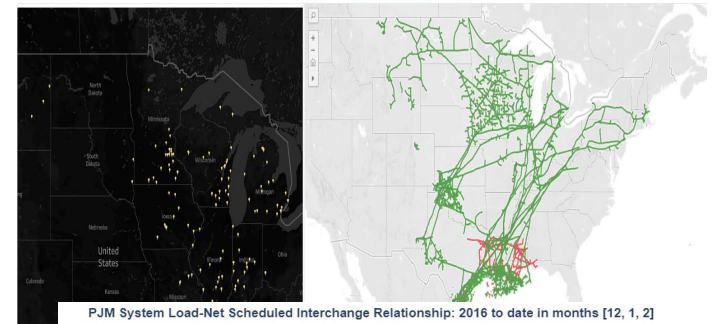 North
Dakota
Minnesota
South
Dakota
Wisconsin
Michigan
Iowa
Nebraska
United
States
Illinois
Ohio
Colorado
Kansas
Missouri
PJM System Load-Net Scheduled Interchange Relationship: 2016 to date in months [12, 1, 2]